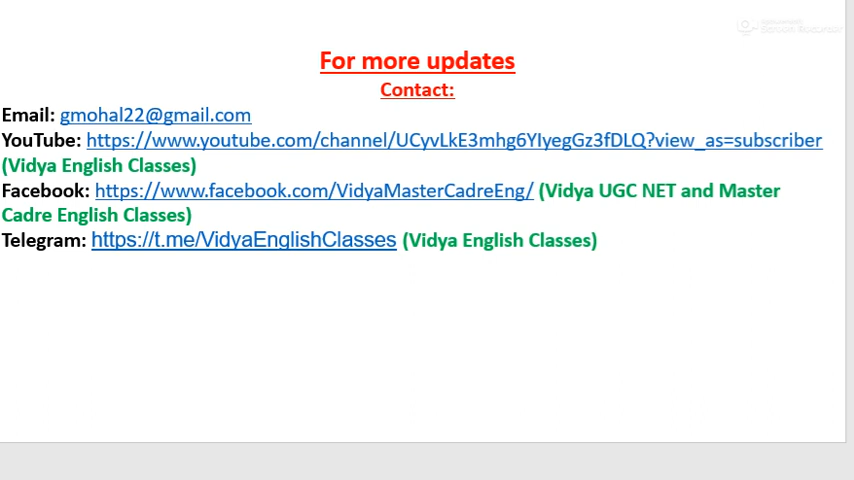 For more updates
Contact:
Email: gmohal22@gmail.com
YouTube: https://www.youtube.com/channel/UCyvLkE3mhg6YIyegGz3fDLQ?view_as=subscriber
(Vidya English Classes)
Facebook: https://www.facebook.com/VidyaMasterCadreEng/ (Vidya UGC NET and Master
Cadre English Classes)
Telegram: https://t.me/VidyaEnglishClasses (Vidya English Classes)